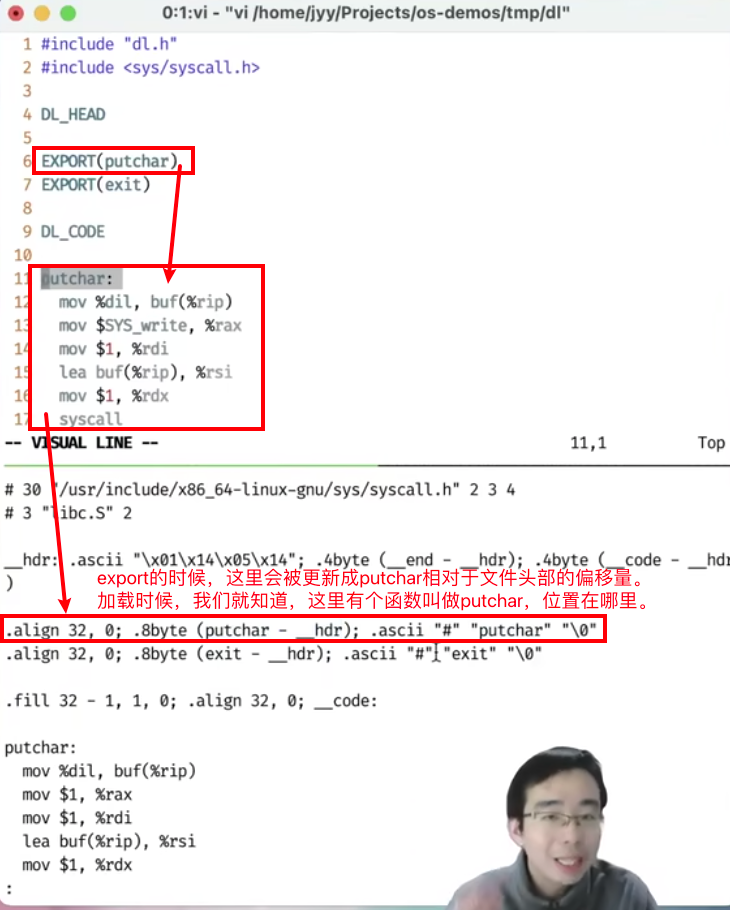 0:1:vi - "vi /home/jyy/Projects/os-demos/tmp/dl"
1 #include "dl.h"
2 #include <sys/syscall.h>
3
4 DL_HEAD
5
6 EXPORT(putchar)
7 EXPORT(exit)
8
9 DL_CODE
10
11 putchar:
12 mov %dil, buf(%rip)
13 mov $SYS_write, %rax
14 mov $1, %rdi
15 lea buf(%rip), %rsi
16 mov $1, %rdx
17 syscall
-- VISUAL LINE -- 11,1 Top
# 30 "/usr/include/x86_64-linux-gnu/sys/syscall.h" 2 3 4
# 3 "libc.S" 2
__hdr: .ascii "\x01\x14\x05\x14"; .4byte (__end - __hdr); .4byte (__code - __hdr
)
export的时候，这里会被更新成putchar相对于文件头部的偏移量。
加载时候，我们就知道，这里有个函数叫做putchar，位置在哪里。
.align 32, 0; .8byte (putchar - __hdr); .ascii "#" "putchar" "\0"
.align 32, 0; .8byte (exit - __hdr); .ascii "#" "exit" "\0"
.fill 32 - 1, 1, 0; .align 32, 0; __code:
putchar:
mov %dil, buf(%rip)
mov $1, %rax
mov $1, %rdi
lea buf(%rip), %rsi
mov $1, %rdx
: